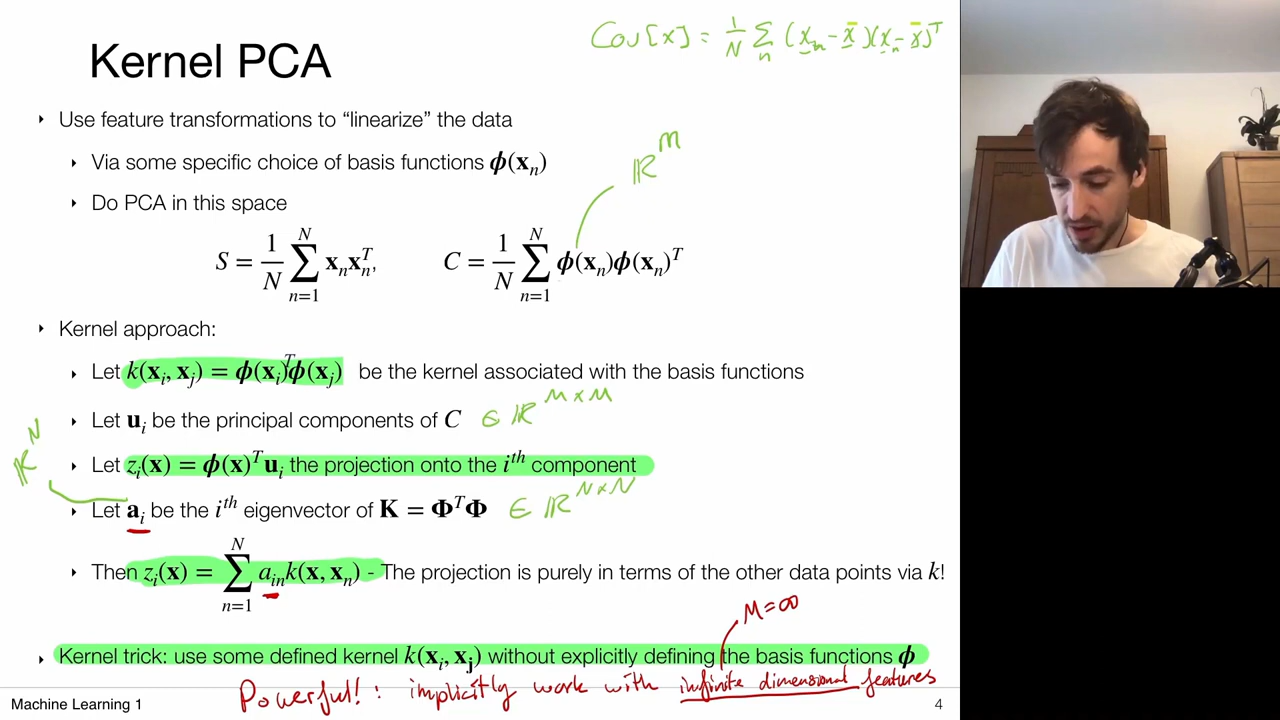 Cov[x] = 1/N Σ_n (x_n - x̄)(x_n - x̄)^T
Kernel PCA
‣ Use feature transformations to “linearize” the data
‣ Via some specific choice of basis functions ϕ(x_n)
ℝ^M
‣ Do PCA in this space
S = 1/N ∑_{n=1}^{N} x_n x_n^T, C = 1/N ∑_{n=1}^{N} ϕ(x_n)ϕ(x_n)^T
‣ Kernel approach:
‣ Let k(x_i, x_j) = ϕ(x_i)^T ϕ(x_j) be the kernel associated with the basis functions
‣ Let u_i be the principal components of C ∈ ℝ^{M×M}
‣ Let z_i(x) = ϕ(x)^T u_i the projection onto the i^th component
ℝ^N
‣ Let a_i be the i^th eigenvector of K = Φ^T Φ ∈ ℝ^{N×N}
‣ Then z_i(x) = ∑_{n=1}^{N} a_in k(x, x_n) - The projection is purely in terms of the other data points via k!
M=∞
‣ Kernel trick: use some defined kernel k(x_i, x_j) without explicitly defining the basis functions ϕ
Powerful! : implicitly work with infinite dimensional features
Machine Learning 1
4